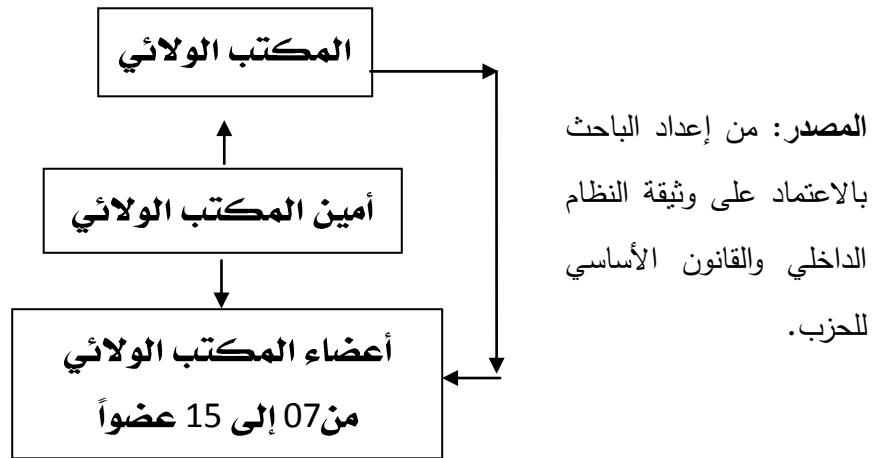 المكتب الولائي
أمين المكتب الولائي
أعضاء المكتب الولائي
من07 إلى 15 عضواً
المصدر: من إعداد الباحث
بالاعتماد على وثيقة النظام
الداخلي والقانون الأساسي
للحزب.